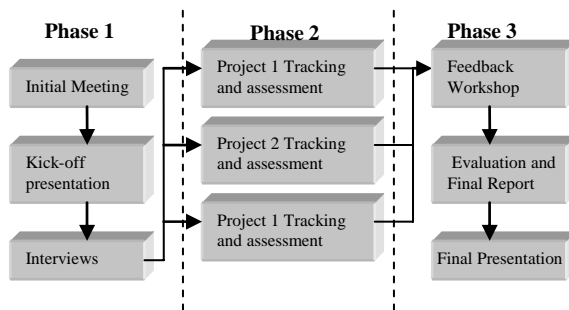 Phase 1
Initial Meeting
Kick-off
presentation
Interviews
Phase 2
Project 1 Tracking
and assessment
Project 2 Tracking
and assessment
Project 1 Tracking
and assessment
Phase 3
Feedback
Workshop
Evaluation and
Final Report
Final Presentation